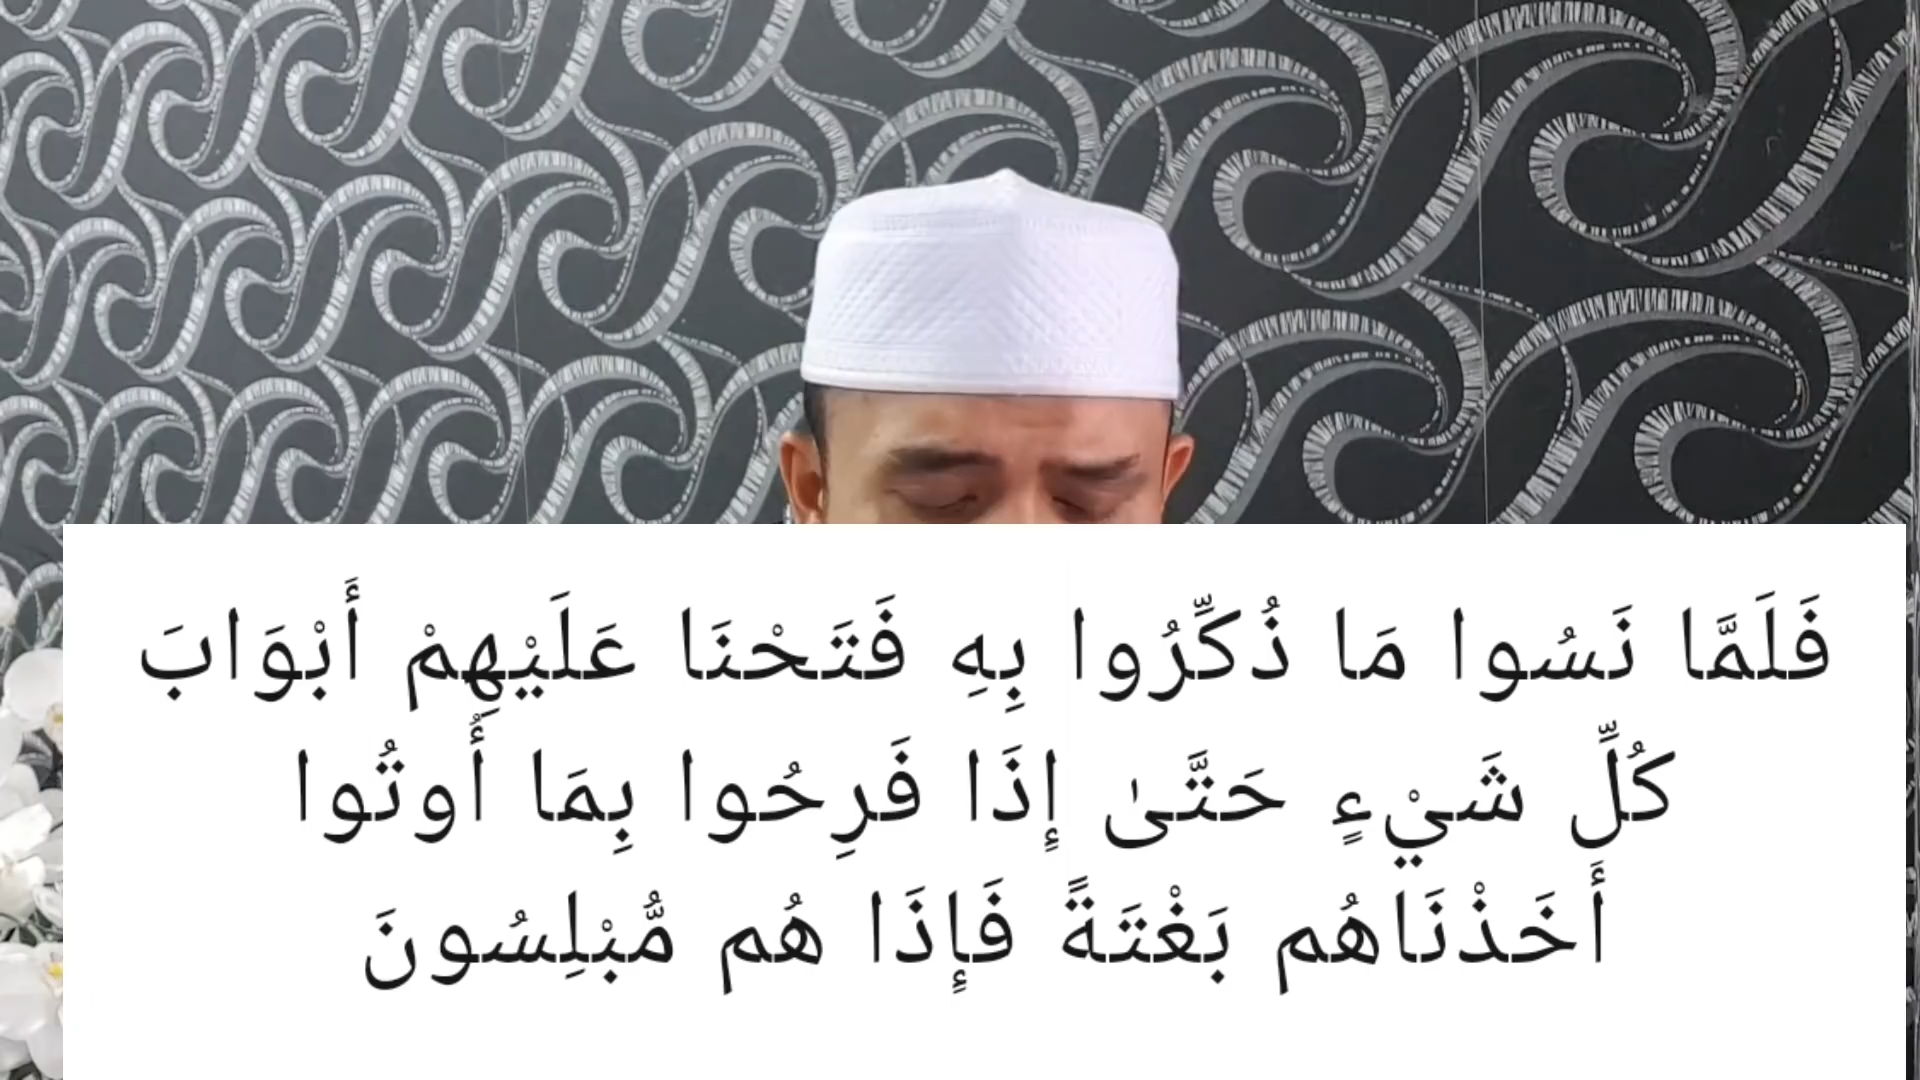 فَلَمَّا نَسُوا مَا ذُكِّرُوا بِهِ فَتَحْنَا عَلَيْهِمْ أَبْوَابَ
كُلِّ شَيْءٍ حَتَّىٰ إِذَا فَرِحُوا بِمَا أُوتُوا
أَخَذْنَاهُم بَغْتَةً فَإِذَا هُم مُّبْلِسُونَ